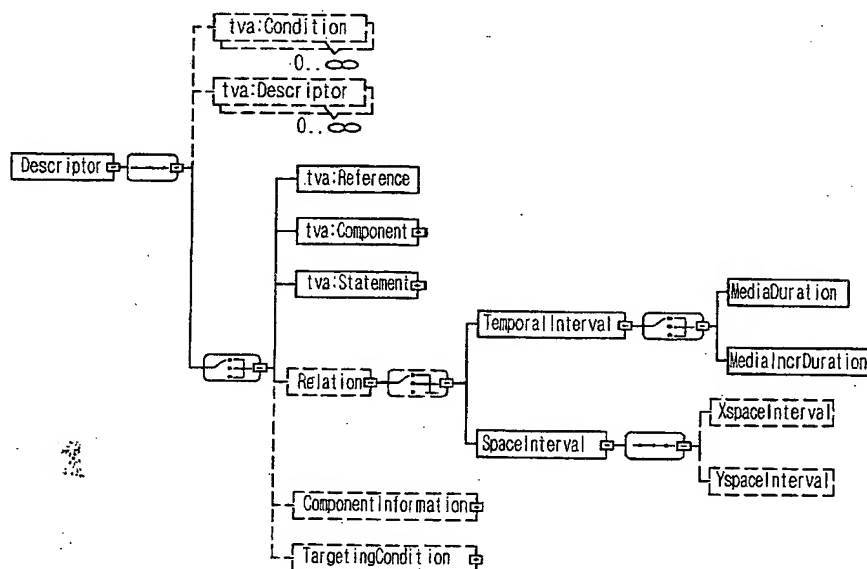 tva:Condition
0..∞
tva:Descriptor
0..∞
Descriptor
tva:Reference
tva:Component
tva:Statement
MediaDuration
TemporalInterval
MediaIncrDuration
Relation
XspaceInterval
SpaceInterval
YspaceInterval
ComponentInformation
TargetingCondition